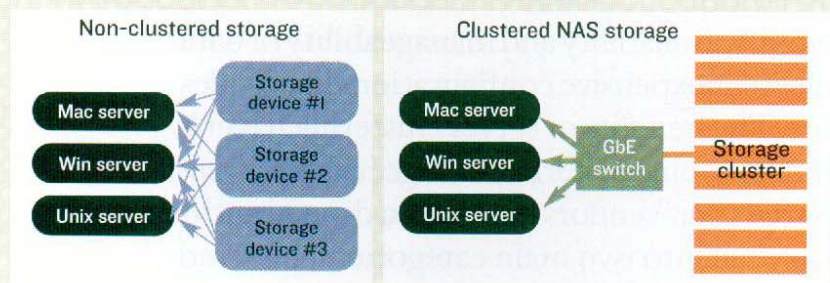 Non-clustered storage
Mac server
Win server
Unix server
Storage
device #1
Storage
device #2
Storage
device #3
Clustered NAS storage
Mac server
Win server
Unix server
GbE
switch
Storage
cluster